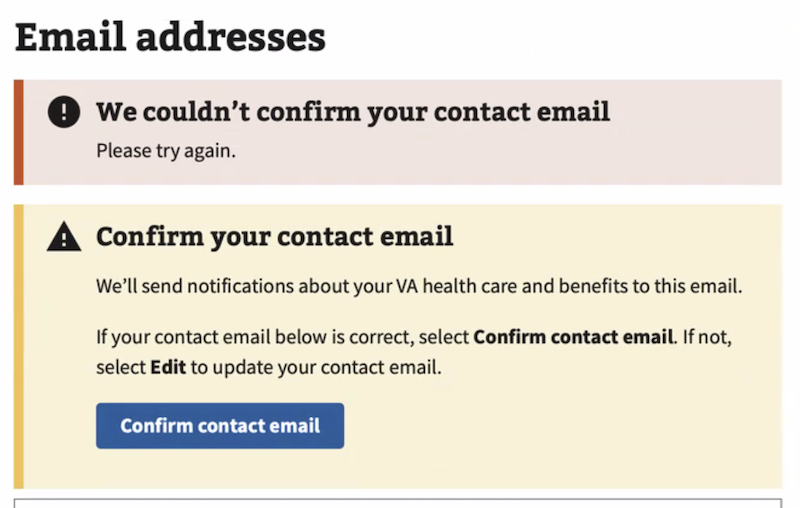 Email addresses
We couldn’t confirm your contact email
Please try again.
Confirm your contact email
We’ll send notifications about your VA health care and benefits to this email.
If your contact email below is correct, select Confirm contact email. If not,
select Edit to update your contact email.
Confirm contact email